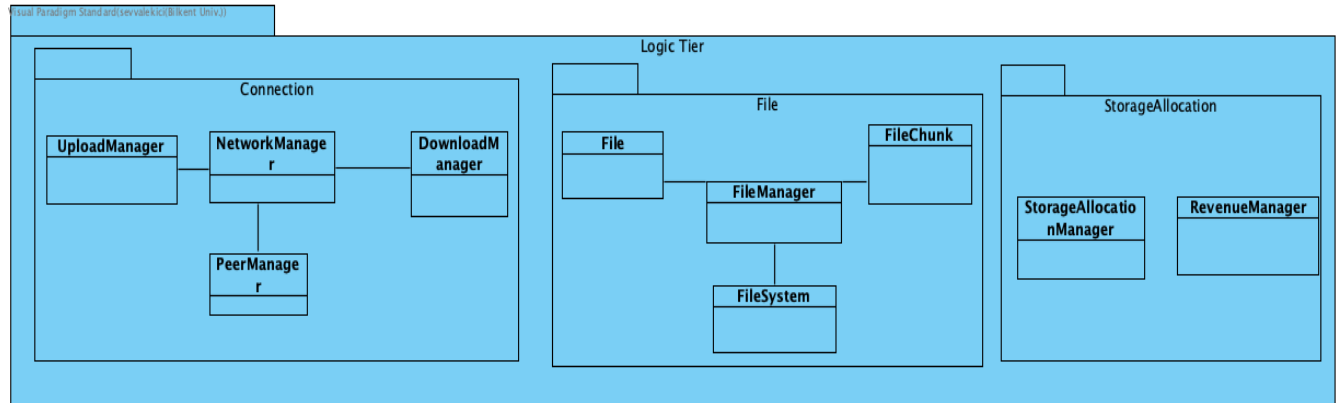 Visual Paradigm Standard(sevvalekici(Bilkent Univ.))
Logic Tier
Connection
UploadManager
NetworkManage
r
DownloadM
anager
PeerManage
r
File
File
FileChunk
FileManager
FileSystem
StorageAllocation
StorageAllocatio
nManager
RevenueManager